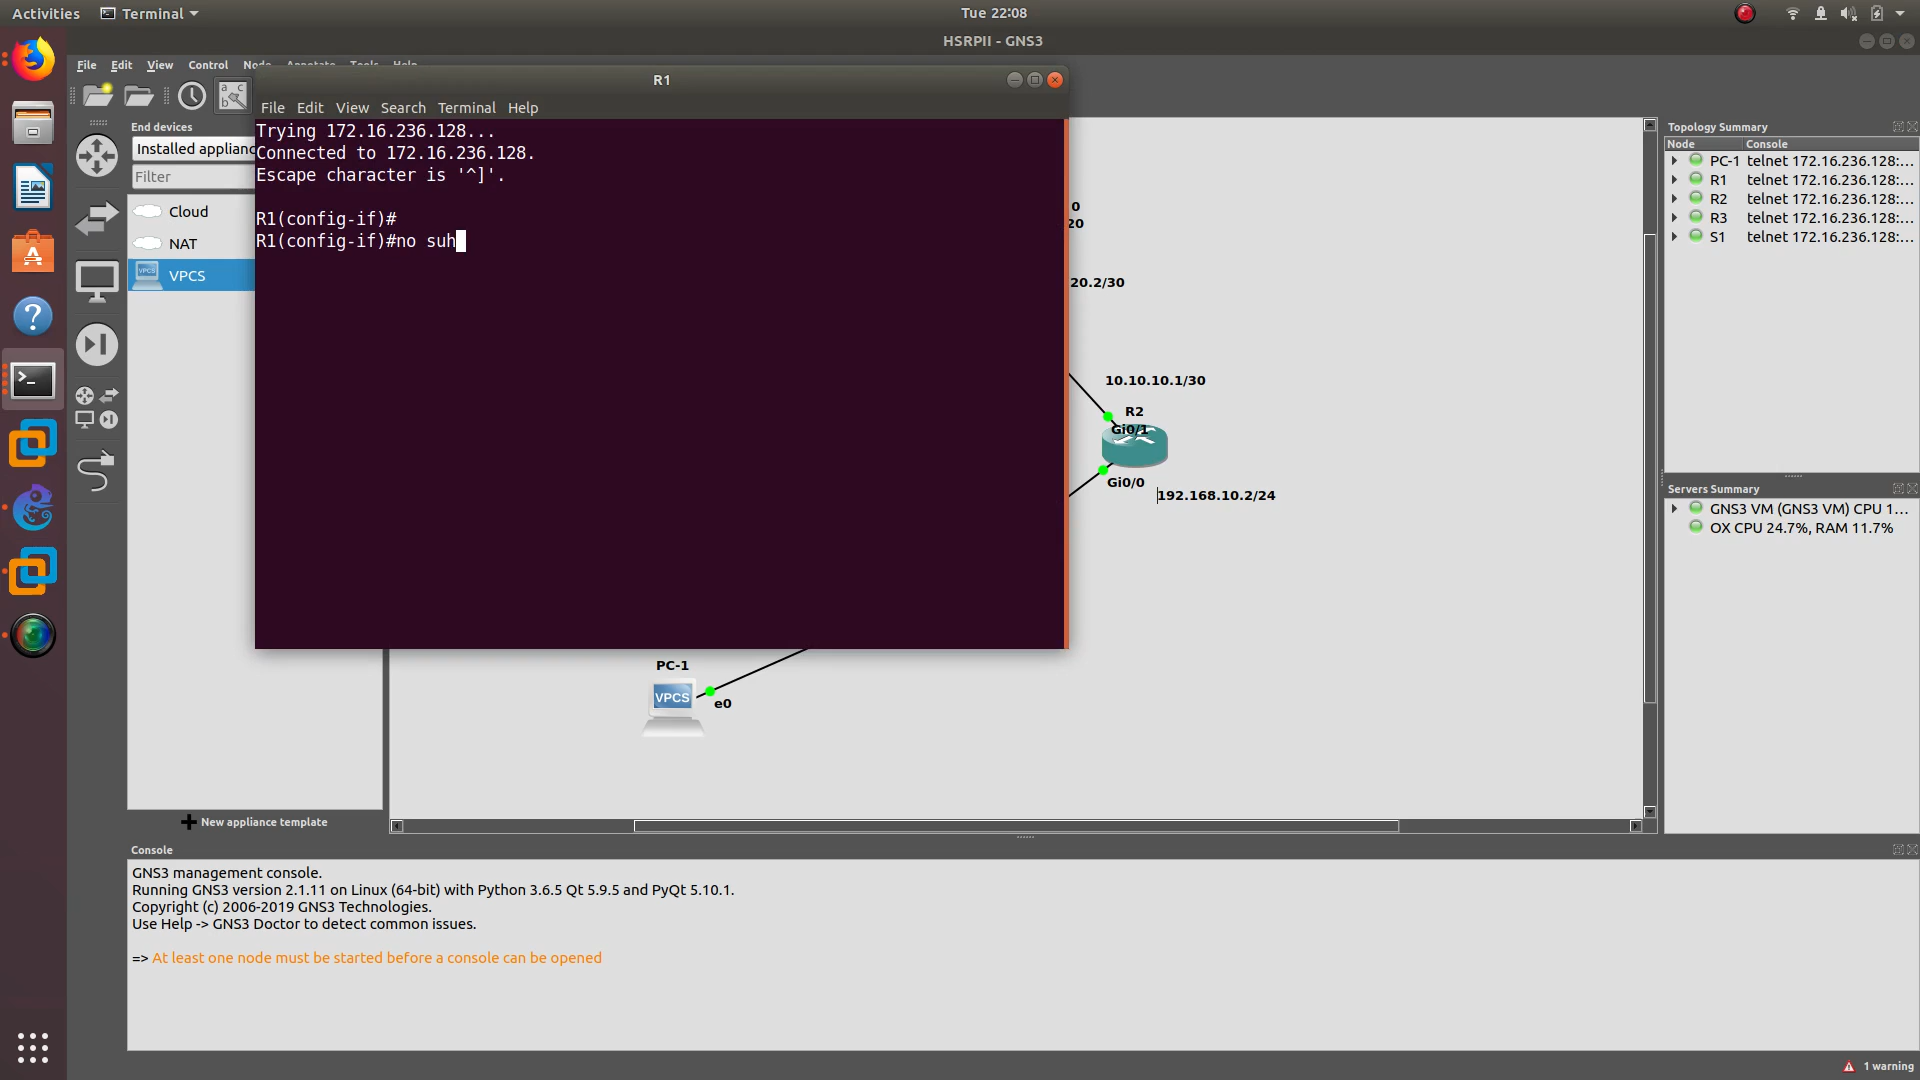 Activities
Terminal
Tue 22:08
HSRPII - GNS3
File Edit View Control
R1
File Edit View Search Terminal Help
Trying 172.16.236.128...
Connected to 172.16.236.128.
Escape character is '^]'.
R1(config-if)#
R1(config-if)#no suh
End devices
Installed applianc
Filter
Cloud
NAT
VPCS
VPCS
New appliance template
0
20
20.2/30
10.10.10.1/30
R2
Gi0/1
Gi0/0
192.168.10.2/24
PC-1
VPCS
e0
Topology Summary
Node Console
PC-1 telnet 172.16.236.128:...
R1 telnet 172.16.236.128:...
R2 telnet 172.16.236.128:...
R3 telnet 172.16.236.128:...
S1 telnet 172.16.236.128:...
Servers Summary
GNS3 VM (GNS3 VM) CPU 1...
OX CPU 24.7%, RAM 11.7%
Console
GNS3 management console.
Running GNS3 version 2.1.11 on Linux (64-bit) with Python 3.6.5 Qt 5.9.5 and PyQt 5.10.1.
Copyright (c) 2006-2019 GNS3 Technologies.
Use Help -> GNS3 Doctor to detect common issues.
=> At least one node must be started before a console can be opened
1 warning